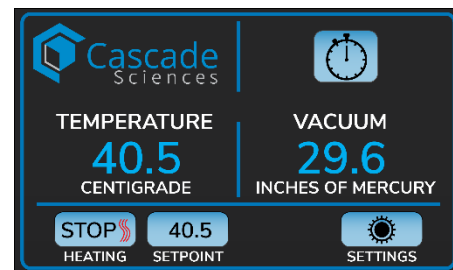 Cascade
Sciences
TEMPERATURE
40.5
CENTIGRADE
VACUUM
29.6
INCHES OF MERCURY
STOP
HEATING
40.5
SETPOINT
SETTINGS